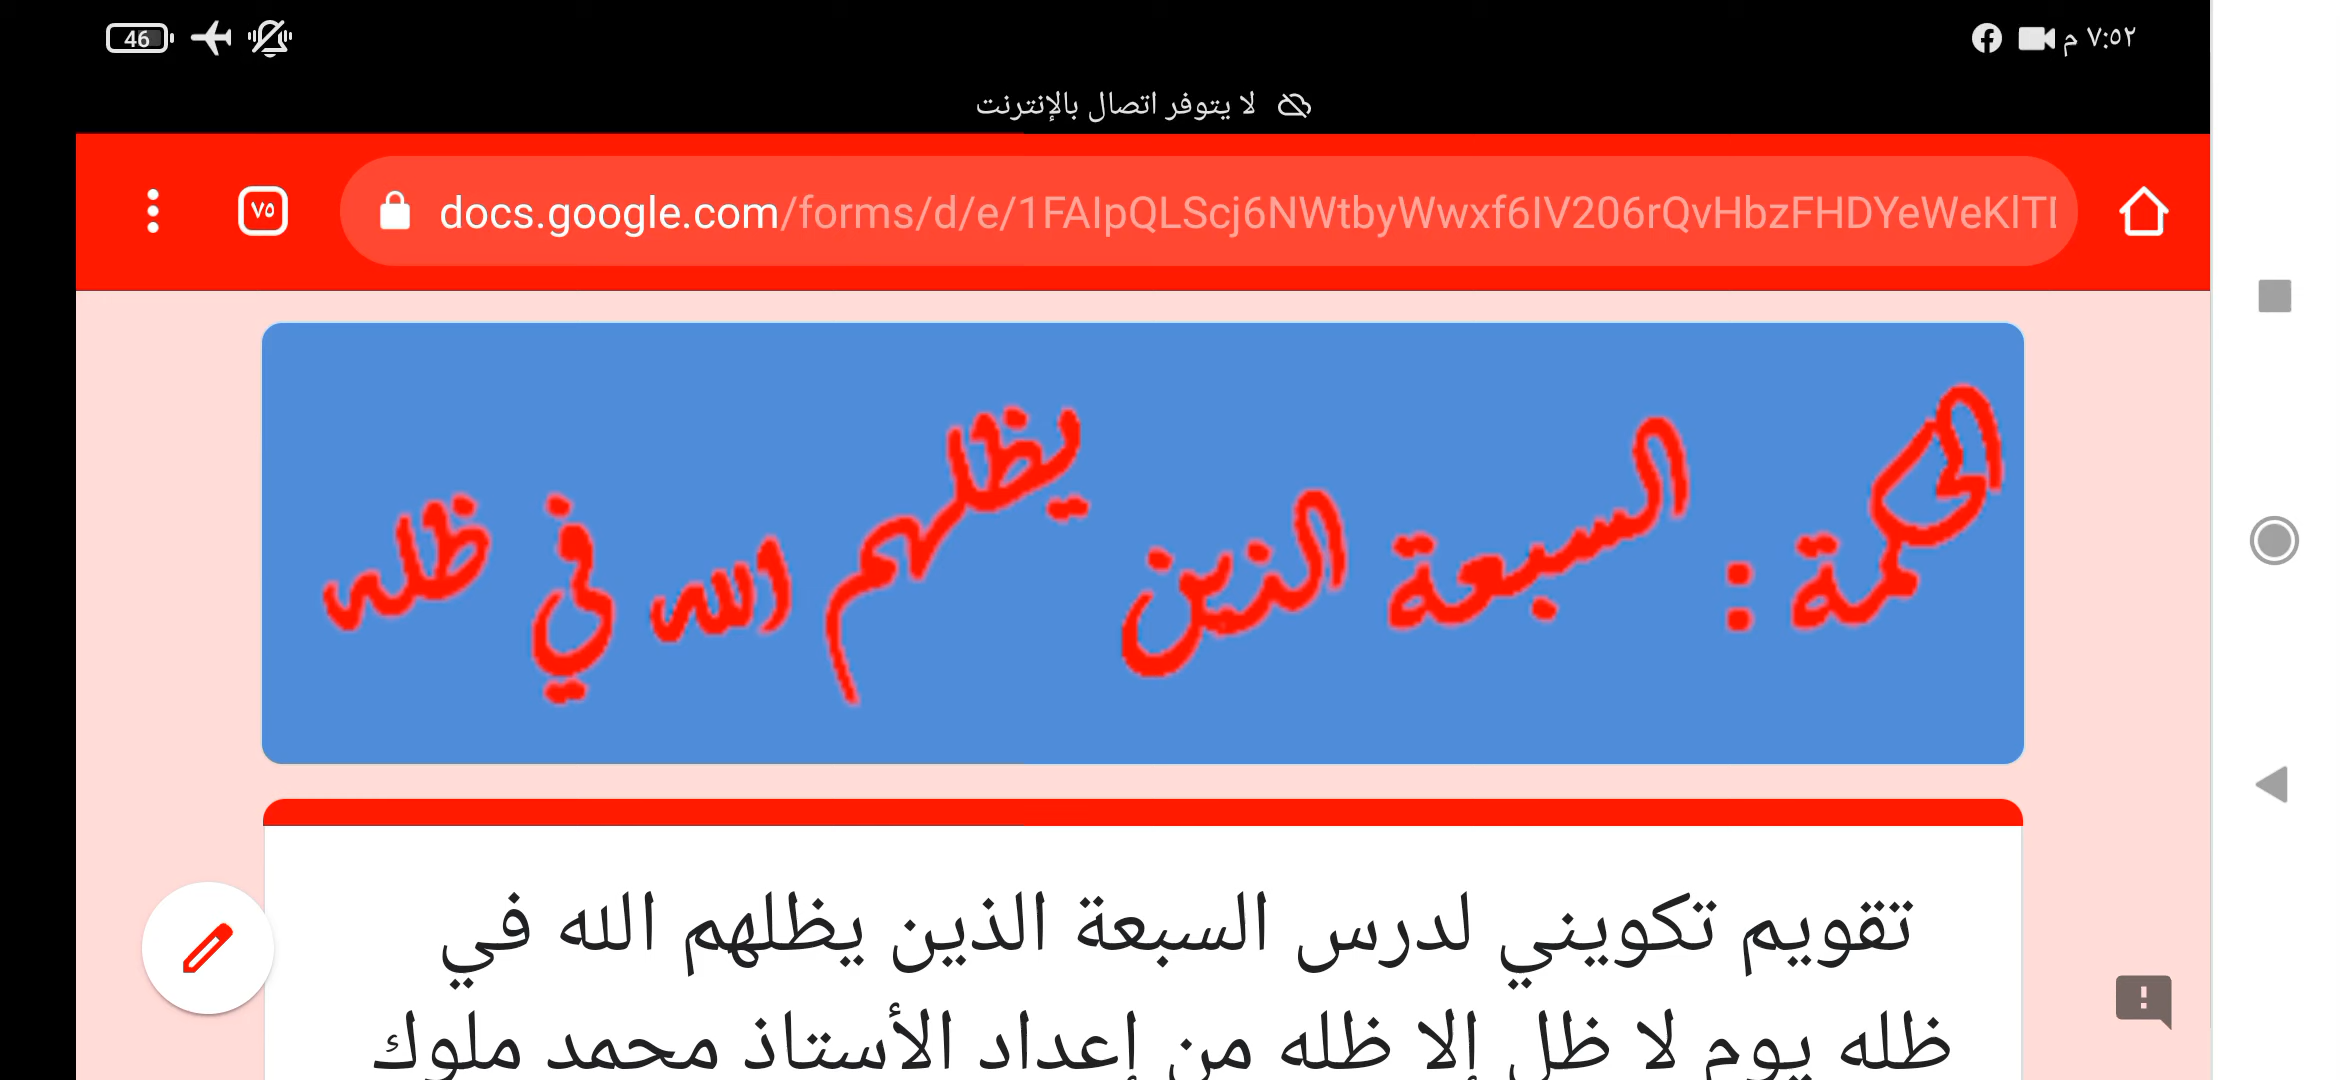 46
٧:٥٢ م
لا يتوفر اتصال بالإنترنت
٧٥
docs.google.com/forms/d/e/1FAIpQLScj6NWtbyWwxf6IV206rQvHbzFHDYeWeKlT
الحكمة : السبعة الذين يظلهم الله في ظله
تقويم تكويني لدرس السبعة الذين يظلهم الله في
ظله يوم لا ظل إلا ظله من إعداد الأستاذ محمد ملوك